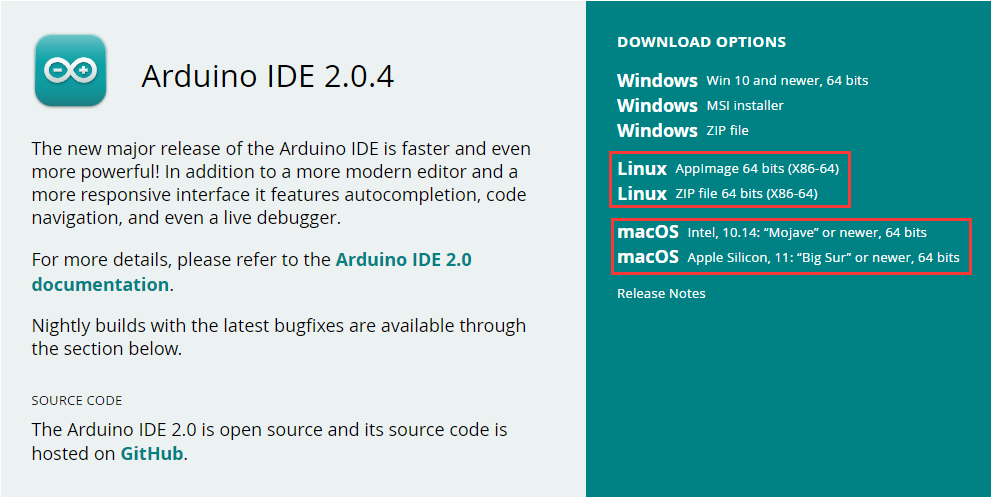 Arduino IDE 2.0.4
The new major release of the Arduino IDE is faster and even
more powerful! In addition to a more modern editor and a
more responsive interface it features autocompletion, code
navigation, and even a live debugger.
For more details, please refer to the Arduino IDE 2.0
documentation.
Nightly builds with the latest bugfixes are available through
the section below.
SOURCE CODE
The Arduino IDE 2.0 is open source and its source code is
hosted on GitHub.
DOWNLOAD OPTIONS
Windows Win 10 and newer, 64 bits
Windows MSI installer
Windows ZIP file
Linux AppImage 64 bits (X86-64)
Linux ZIP file 64 bits (X86-64)
macOS Intel, 10.14: “Mojave” or newer, 64 bits
macOS Apple Silicon, 11: “Big Sur” or newer, 64 bits
Release Notes